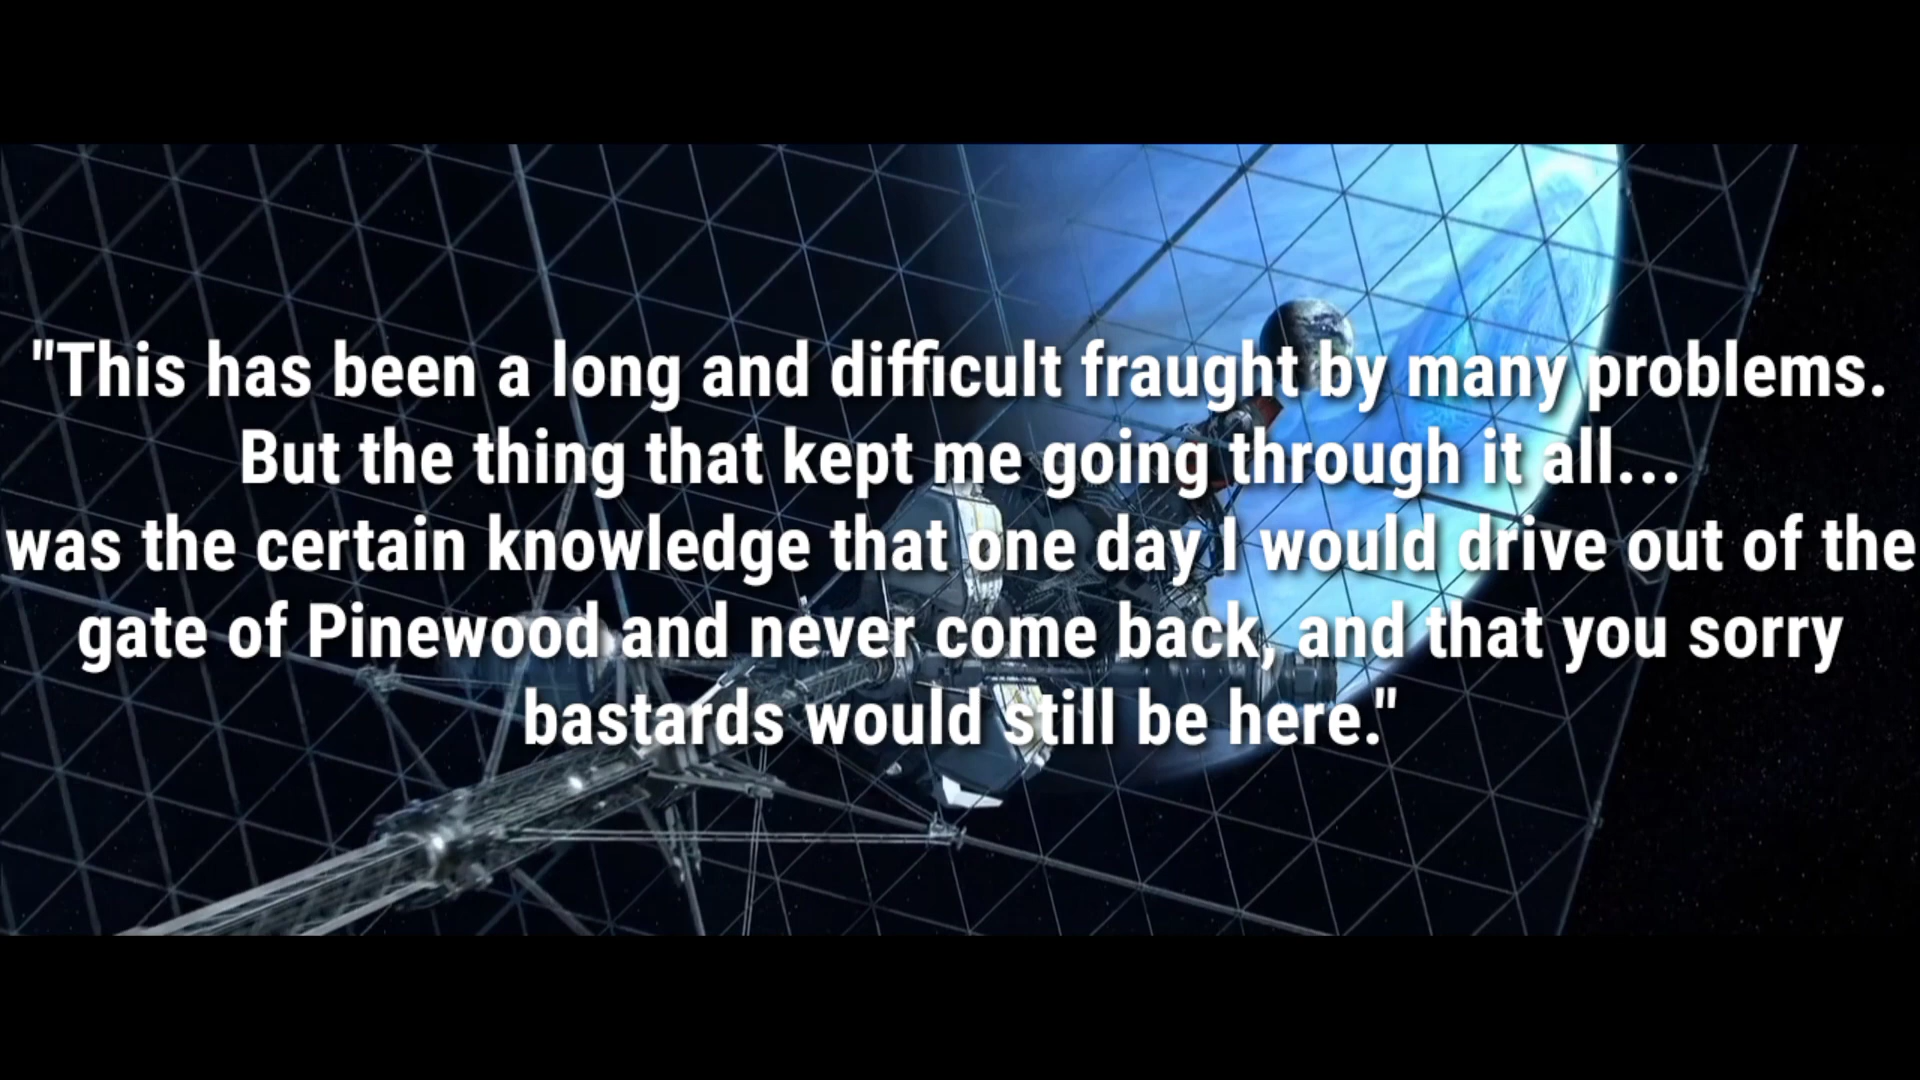 "This has been a long and difficult fraught by many problems.
But the thing that kept me going through it all...
was the certain knowledge that one day I would drive out of the
gate of Pinewood and never come back, and that you sorry
bastards would still be here."